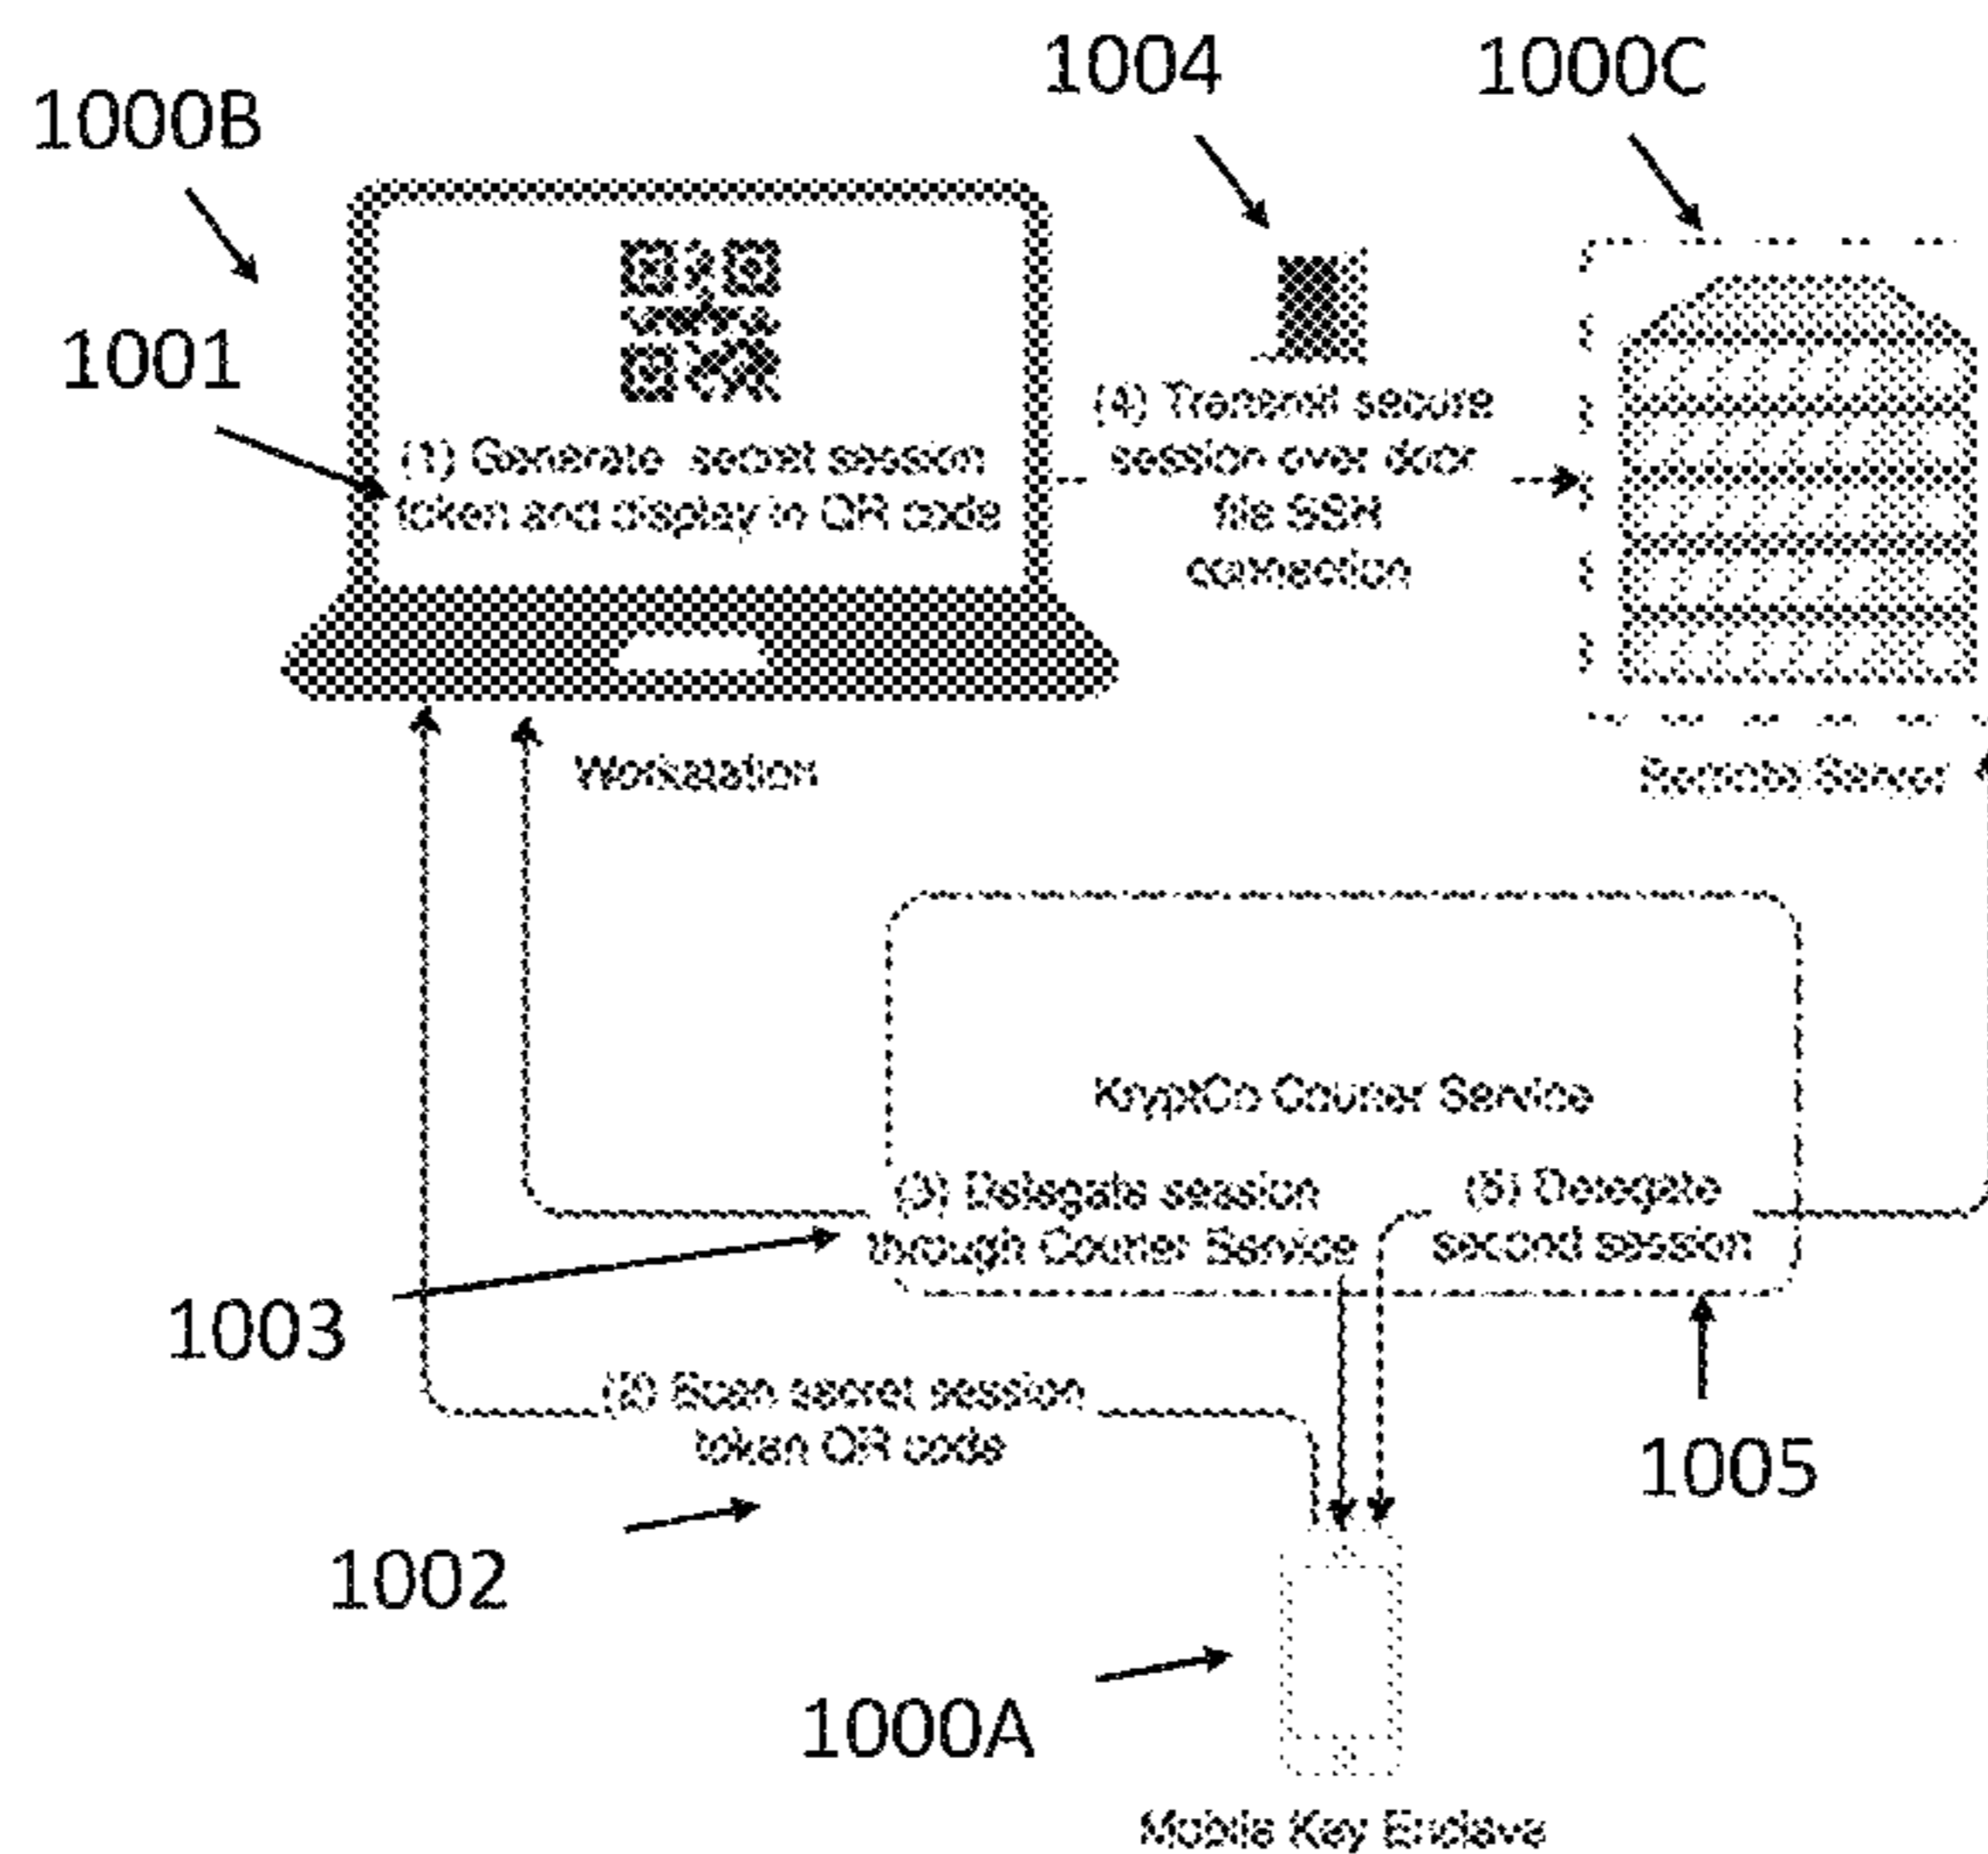 1004
1000C
1000B
1001
(1) Generate secret session
token and display in QR code
(4) Transmit secure
session over door
file SSH
connection
Workstation
Remote Server
KryptCo Courier Service
(3) Delegate session
through Courier Service
(5) Delegate
second session
1003
(2) Scan secret session
token QR code
1005
1002
1000A
Mobile Key Enclave